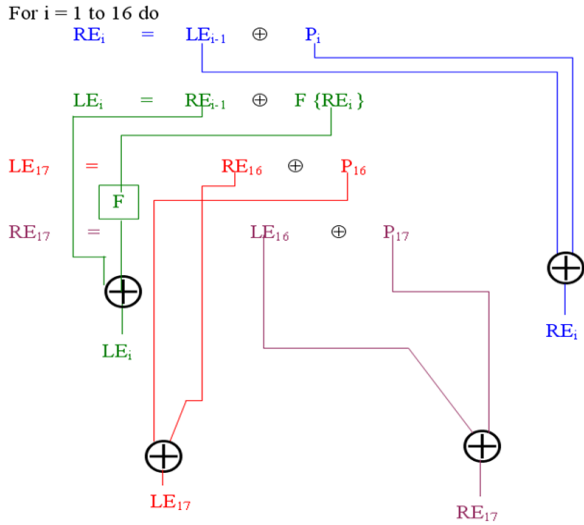 For i = 1 to 16 do
REᵢ = LEᵢ₋₁ ⊕ Pᵢ
LEᵢ = REᵢ₋₁ ⊕ F {REᵢ}
LE₁₇ = RE₁₆ ⊕ P₁₆
F
RE₁₇ = LE₁₆ ⊕ P₁₇
REᵢ
LEᵢ
LE₁₇
RE₁₇